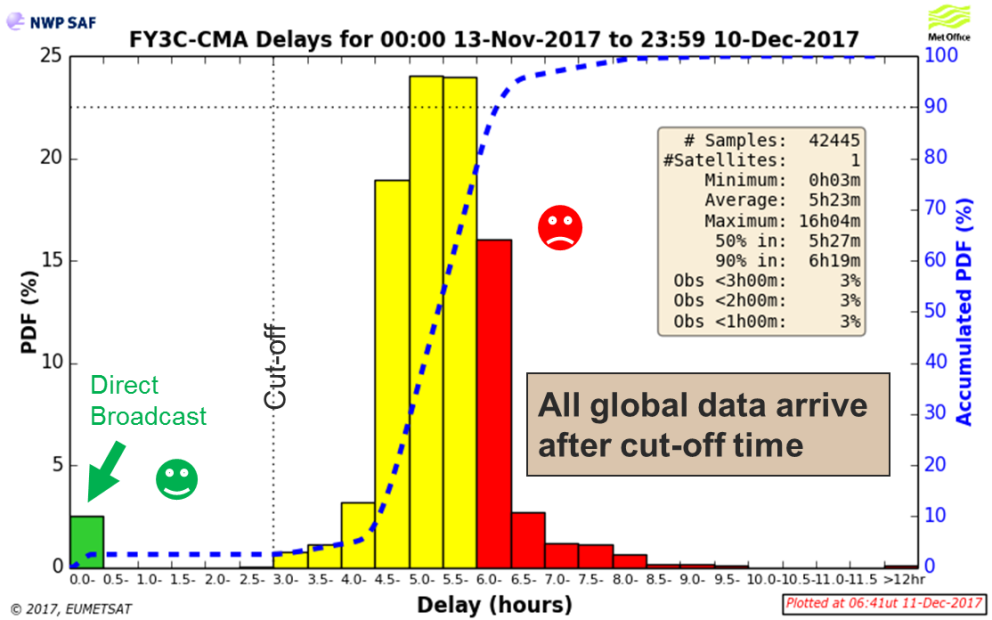 NWP SAF
Met Office
FY3C-CMA Delays for 00:00 13-Nov-2017 to 23:59 10-Dec-2017
25
20
15
10
5
0
PDF (%)
100
90
80
70
60
50
40
30
20
10
0
Accumulated PDF (%)
# Samples: 42445
#Satellites: 1
Minimum: 0h03m
Average: 5h23m
Maximum: 16h04m
50% in: 5h27m
90% in: 6h19m
Obs <3h00m: 3%
Obs <2h00m: 3%
Obs <1h00m: 3%
Cut-off
Direct
Broadcast
All global data arrive
after cut-off time
0.0- 0.5- 1.0- 1.5- 2.0- 2.5- 3.0- 3.5- 4.0- 4.5- 5.0- 5.5- 6.0- 6.5- 7.0- 7.5- 8.0- 8.5- 9.0- 9.5- 10.0-10.5-11.0-11.5 >12hr
Delay (hours)
© 2017, EUMETSAT
Plotted at 06:41ut 11-Dec-2017